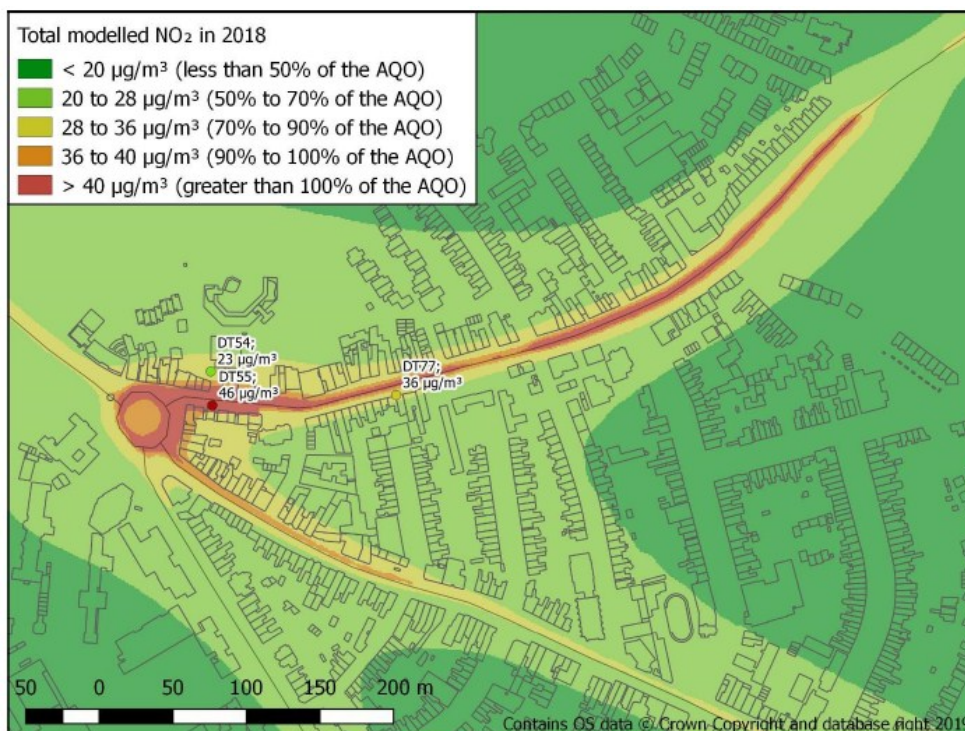 Total modelled NO₂ in 2018
< 20 µg/m³ (less than 50% of the AQO)
20 to 28 µg/m³ (50% to 70% of the AQO)
28 to 36 µg/m³ (70% to 90% of the AQO)
36 to 40 µg/m³ (90% to 100% of the AQO)
> 40 µg/m³ (greater than 100% of the AQO)
DT54;
23 µg/m³
DT55;
46 µg/m³
DT77;
36 µg/m³
50 0 50 100 150 200 m
Contains OS data © Crown Copyright and database right 2019